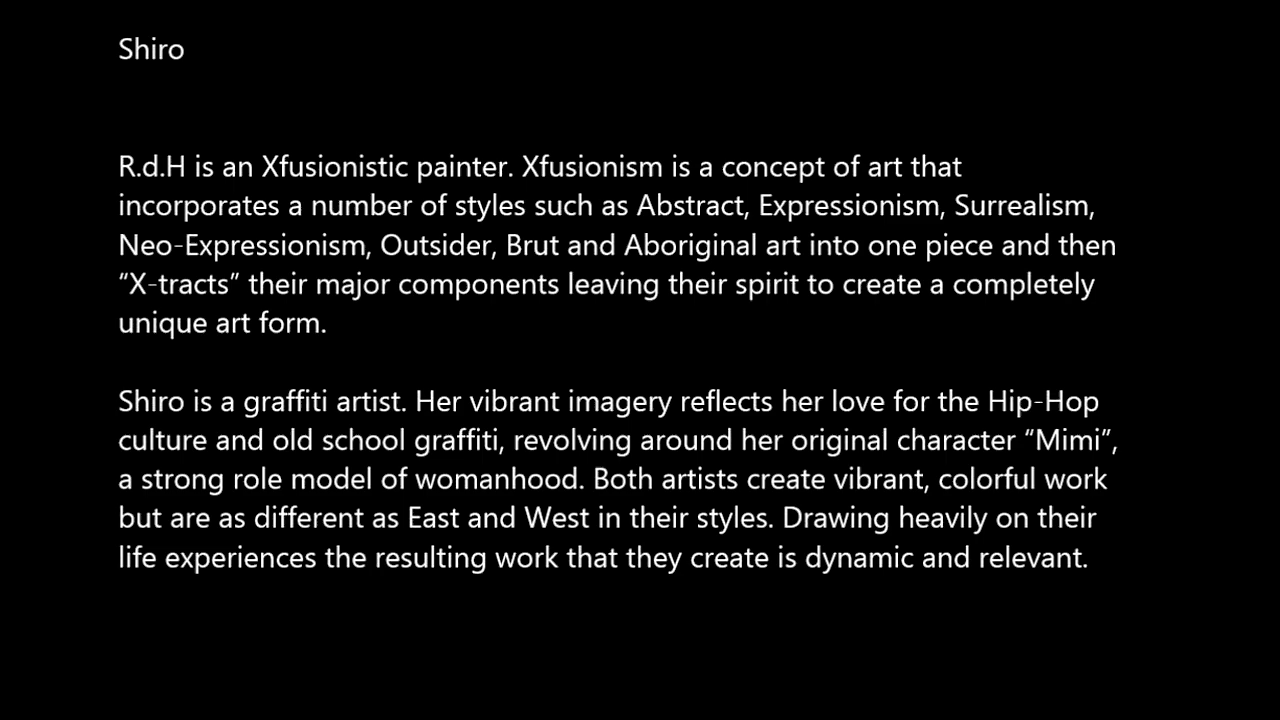 Shiro
R.d.H is an Xfusionistic painter. Xfusionism is a concept of art that
incorporates a number of styles such as Abstract, Expressionism, Surrealism,
Neo-Expressionism, Outsider, Brut and Aboriginal art into one piece and then
“X-tracts” their major components leaving their spirit to create a completely
unique art form.
Shiro is a graffiti artist. Her vibrant imagery reflects her love for the Hip-Hop
culture and old school graffiti, revolving around her original character “Mimi”,
a strong role model of womanhood. Both artists create vibrant, colorful work
but are as different as East and West in their styles. Drawing heavily on their
life experiences the resulting work that they create is dynamic and relevant.